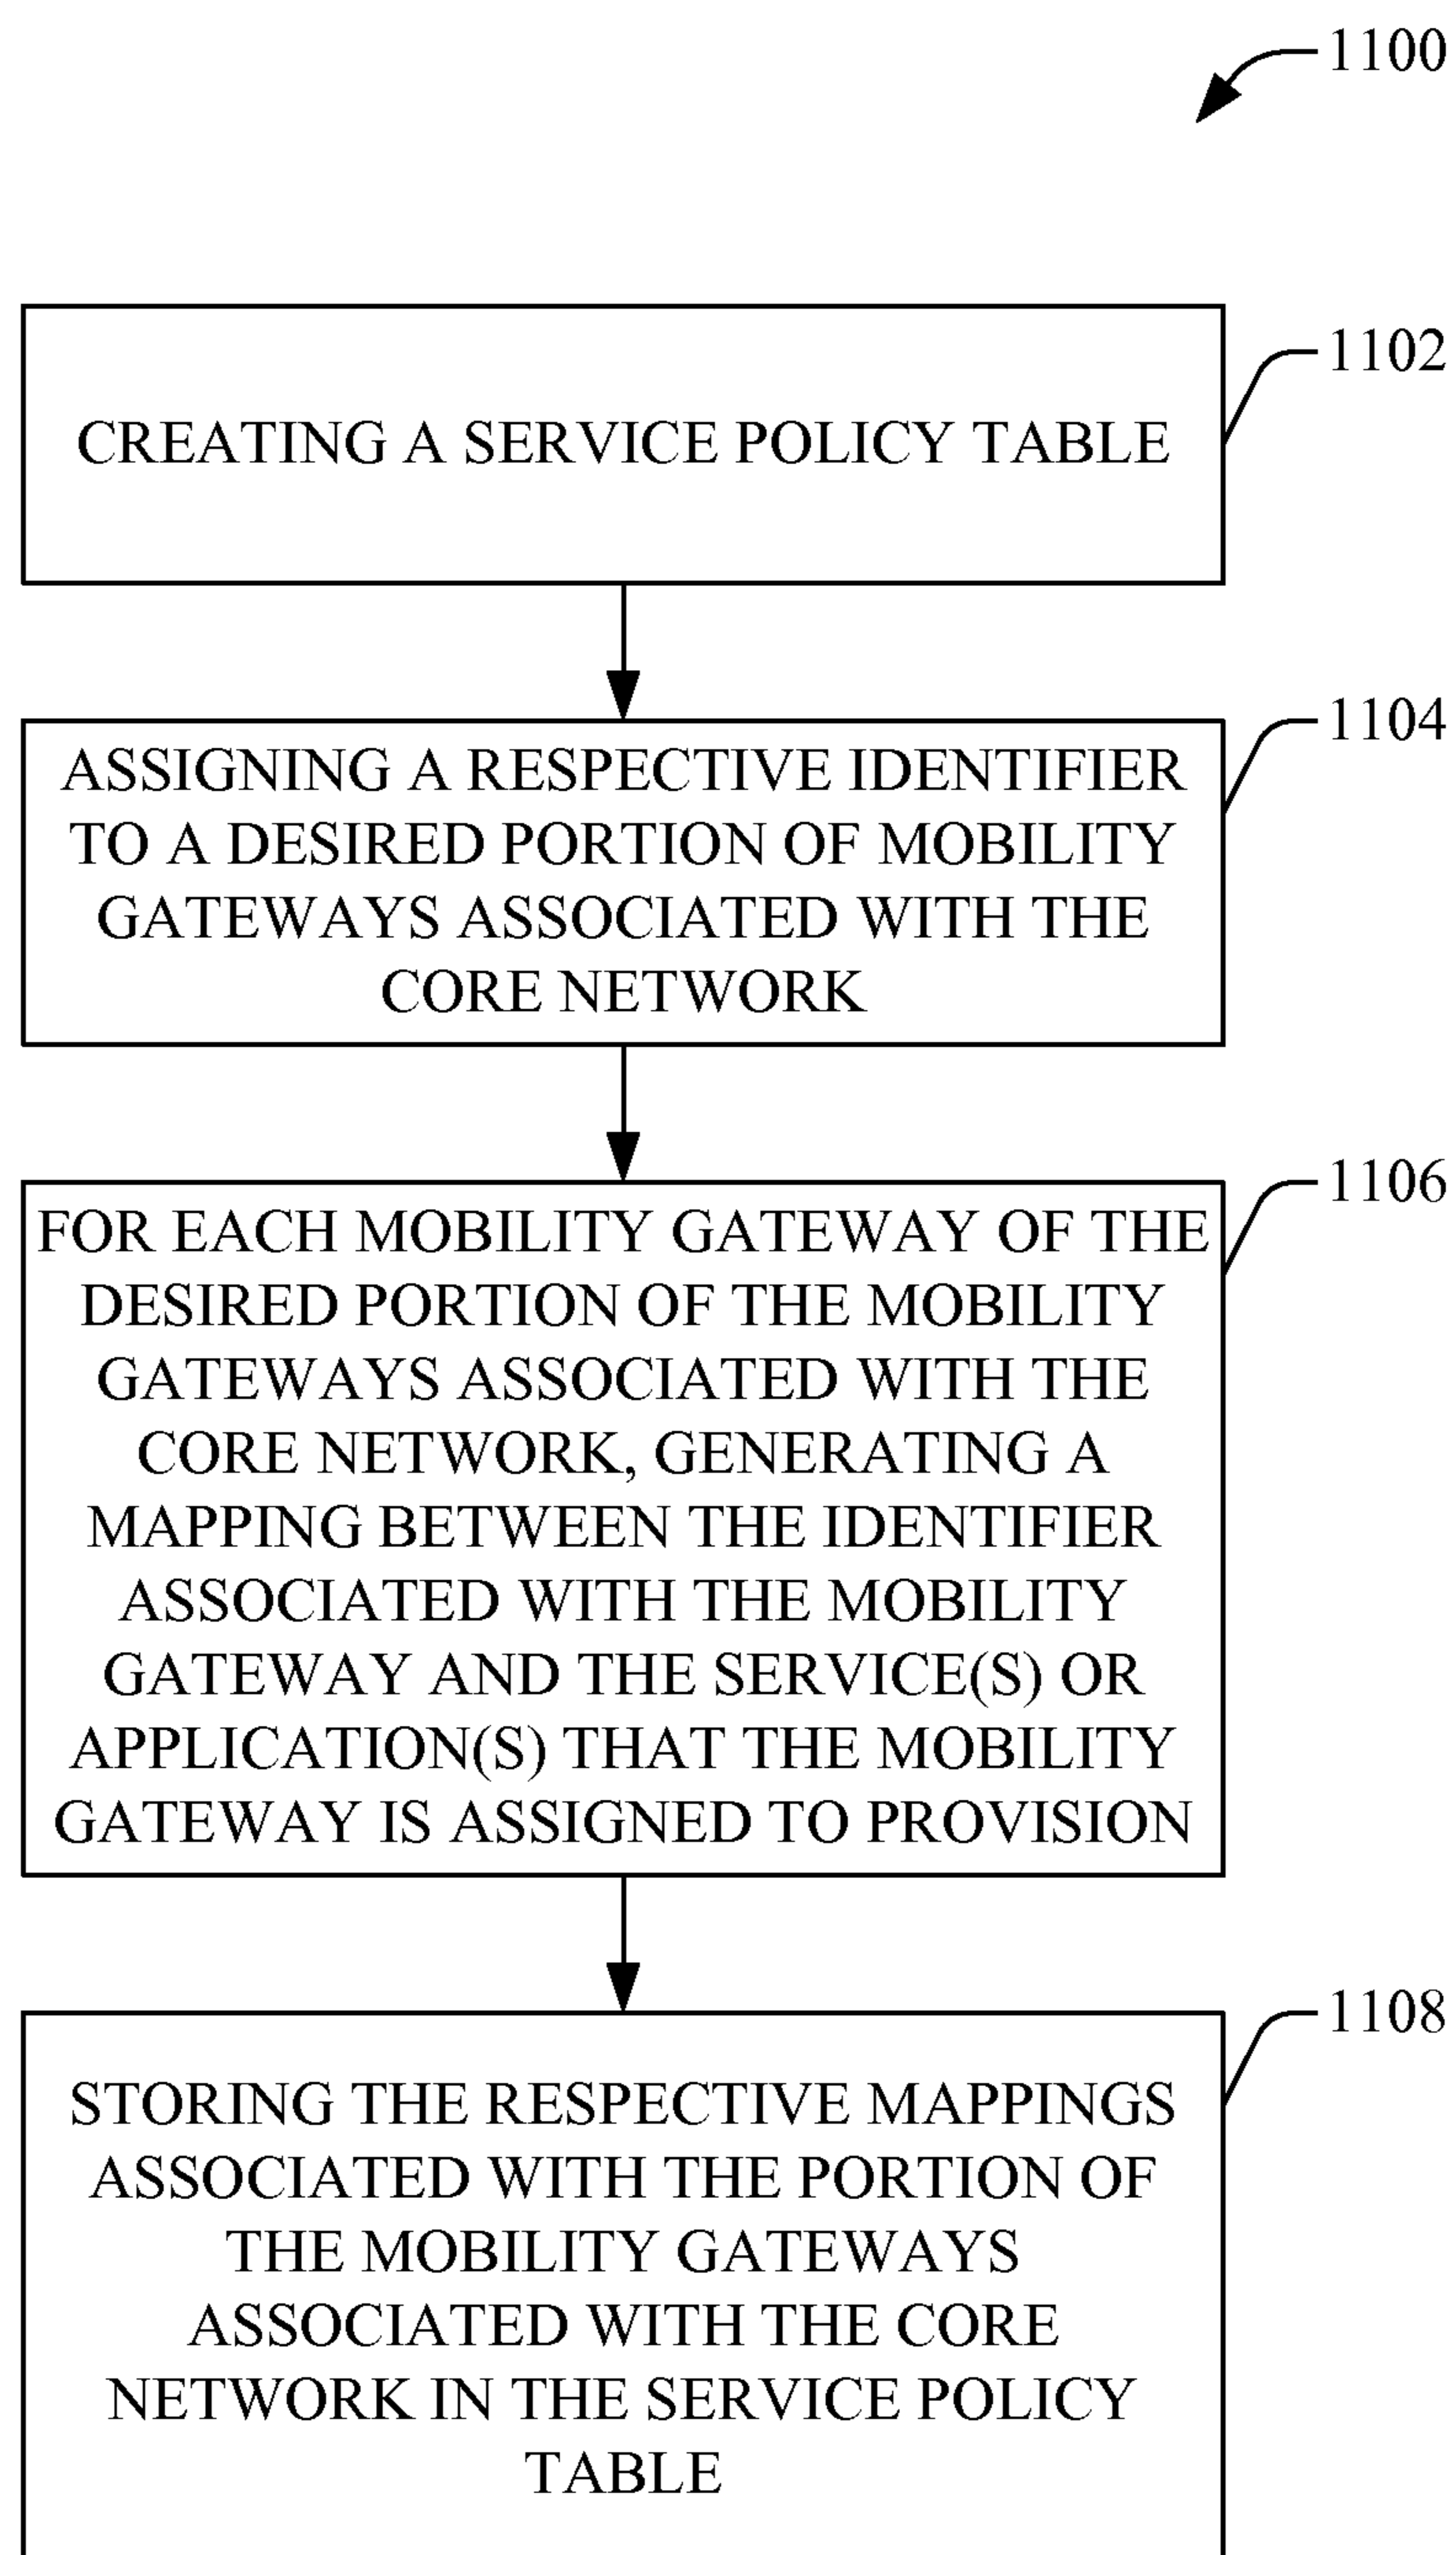 1100
CREATING A SERVICE POLICY TABLE
1102
ASSIGNING A RESPECTIVE IDENTIFIER
TO A DESIRED PORTION OF MOBILITY
GATEWAYS ASSOCIATED WITH THE
CORE NETWORK
1104
FOR EACH MOBILITY GATEWAY OF THE
DESIRED PORTION OF THE MOBILITY
GATEWAYS ASSOCIATED WITH THE
CORE NETWORK, GENERATING A
MAPPING BETWEEN THE IDENTIFIER
ASSOCIATED WITH THE MOBILITY
GATEWAY AND THE SERVICE(S) OR
APPLICATION(S) THAT THE MOBILITY
GATEWAY IS ASSIGNED TO PROVISION
1106
STORING THE RESPECTIVE MAPPINGS
ASSOCIATED WITH THE PORTION OF
THE MOBILITY GATEWAYS
ASSOCIATED WITH THE CORE
NETWORK IN THE SERVICE POLICY
TABLE
1108